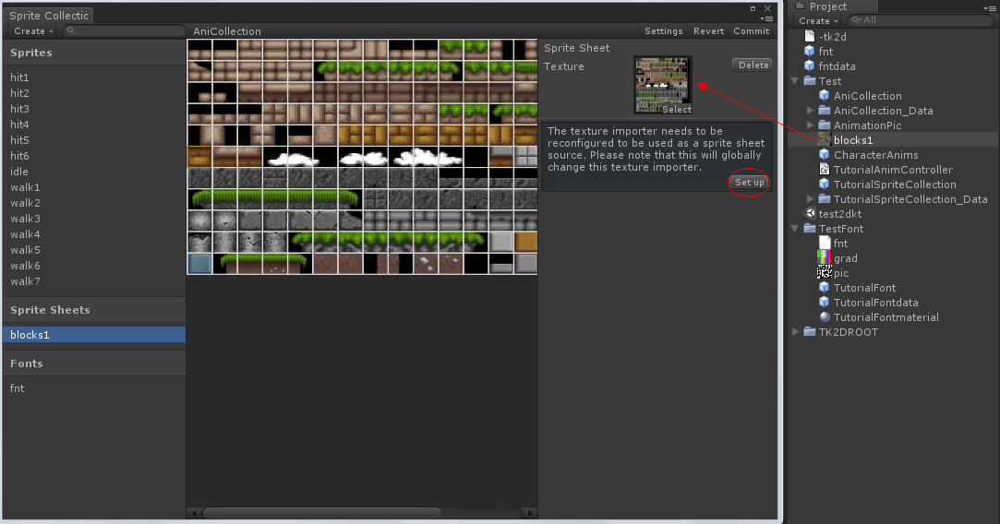 Sprite Collectic
Create
AniCollection
Settings
Revert
Commit
Sprites
hit1
hit2
hit3
hit4
hit5
hit6
idle
walk1
walk2
walk3
walk4
walk5
walk6
walk7
Sprite Sheets
blocks1
Fonts
fnt
Sprite Sheet
Texture
Delete
Select
The texture importer needs to be
reconfigured to be used as a sprite sheet
source. Please note that this will globally
change this texture importer.
Set up
Project
Create
All
-tk2d
fnt
fntdata
Test
AniCollection
AniCollection_Data
AnimationPic
blocks1
CharacterAnims
TutorialAnimController
TutorialSpriteCollection
TutorialSpriteCollection_Data
test2dkt
TestFont
fnt
grad
pic
TutorialFont
TutorialFontdata
TutorialFontmaterial
TK2DROOT